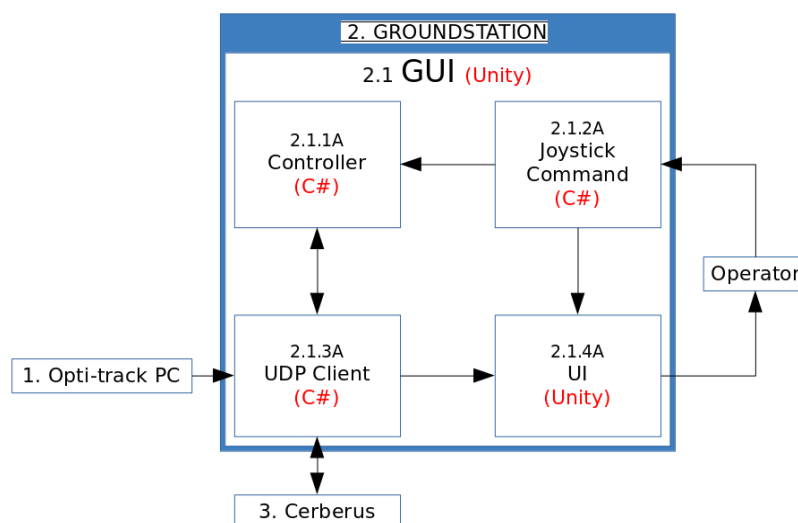 2. GROUNDSTATION
2.1 GUI (Unity)
2.1.1A
Controller
(C#)
2.1.2A
Joystick
Command
(C#)
Operator
2.1.3A
UDP Client
(C#)
2.1.4A
UI
(Unity)
1. Opti-track PC
3. Cerberus